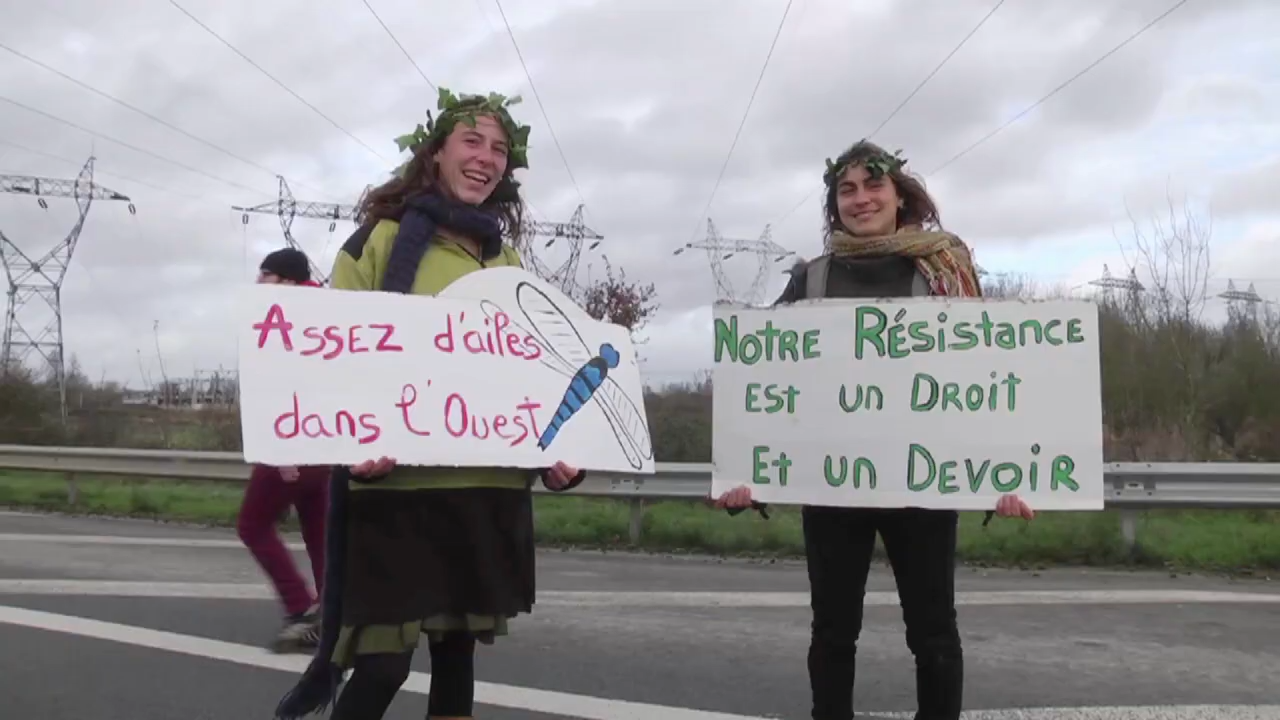 Assez d'ailes
dans l'Ouest
Notre Résistance
est un Droit
Et un Devoir